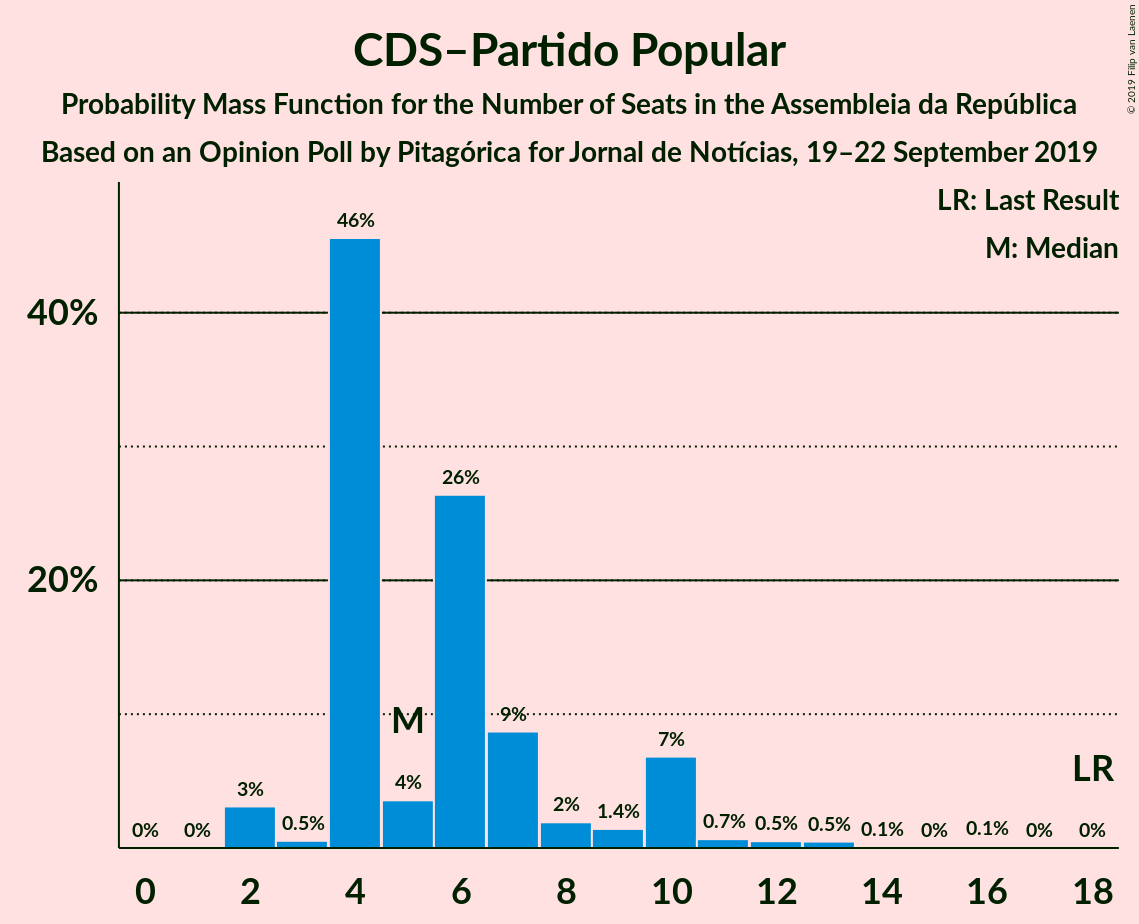 CDS–Partido Popular
Probability Mass Function for the Number of Seats in the Assembleia da República
Based on an Opinion Poll by Pitagórica for Jornal de Notícias, 19–22 September 2019
© 2019 Filip van Laenen
LR: Last Result
M: Median
46%
40%
26%
20%
M
9%
7%
LR
3%
4%
2%
0%
0%
0.5%
1.4%
0.7%
0.5%
0.5%
0.1%
0%
0.1%
0%
0%
0 2 4 6 8 10 12 14 16 18